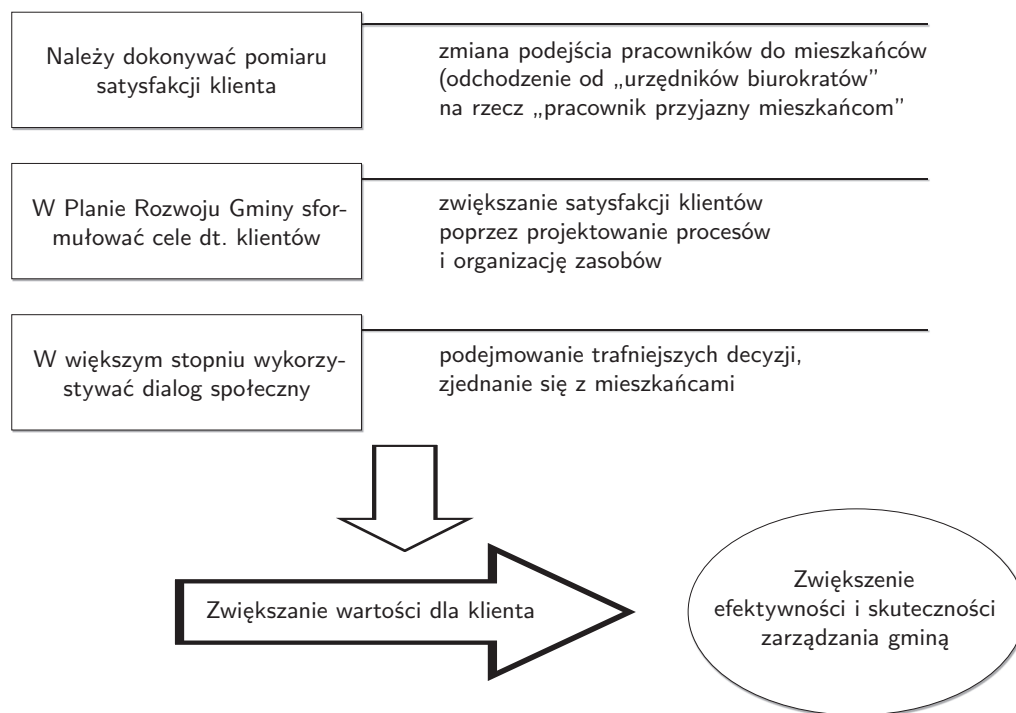 Należy dokonywać pomiaru
satysfakcji klienta
zmiana podejścia pracowników do mieszkańców
(odchodzenie od „urzędników biurokratów”
na rzecz „pracownik przyjazny mieszkańcom”
W Planie Rozwoju Gminy sfor-
mułować cele dt. klientów
zwiększanie satysfakcji klientów
poprzez projektowanie procesów
i organizację zasobów
W większym stopniu wykorzy-
stywać dialog społeczny
podejmowanie trafniejszych decyzji,
zjednanie się z mieszkańcami
Zwiększanie wartości dla klienta
Zwiększenie
efektywności i skuteczności
zarządzania gminą